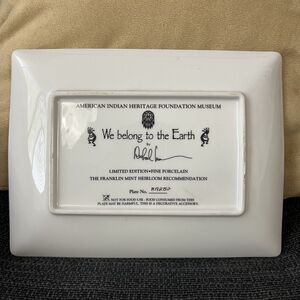 AMERICAN INDIAN HERITAGE FOUNDATION MUSEUM
We belong to the Earth
by
LIMITED EDITION • FINE PORCELAIN
THE FRANKLIN MINT HEIRLOOM RECOMMENDATION
Plate No.
NOT FOR FOOD USE - FOOD CONSUMED FROM THIS
PLATE MAY BE HARMFUL. THIS IS A DECORATIVE ACCESSORY.